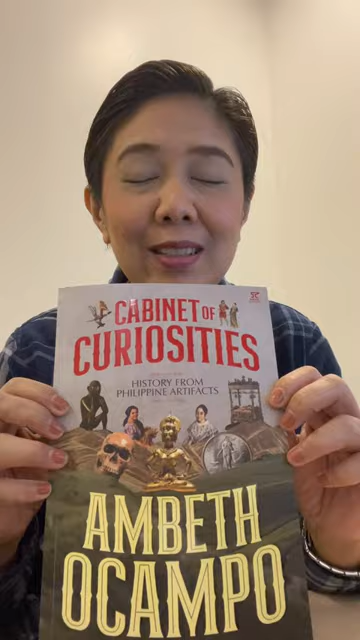 CABINET OF
CURIOSITIES
HISTORY FROM
PHILIPPINE ARTIFACTS
AMBETH
OCAMPO